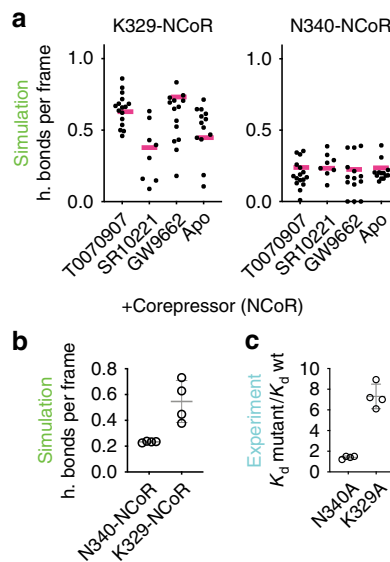 a
K329-NCoR
N340-NCoR
Simulation
h. bonds per frame
1.0
0.5
0.0
T0070907
SR10221
GW9662
Apo
1.0
0.5
0.0
T0070907
SR10221
GW9662
Apo
+Corepressor (NCoR)
b
Simulation
h. bonds per frame
0.8
0.6
0.4
0.2
0.0
N340-NCoR
K329-NCoR
c
Experiment
Kd mutant/Kd wt
10
8
6
4
2
0
N340A
K329A